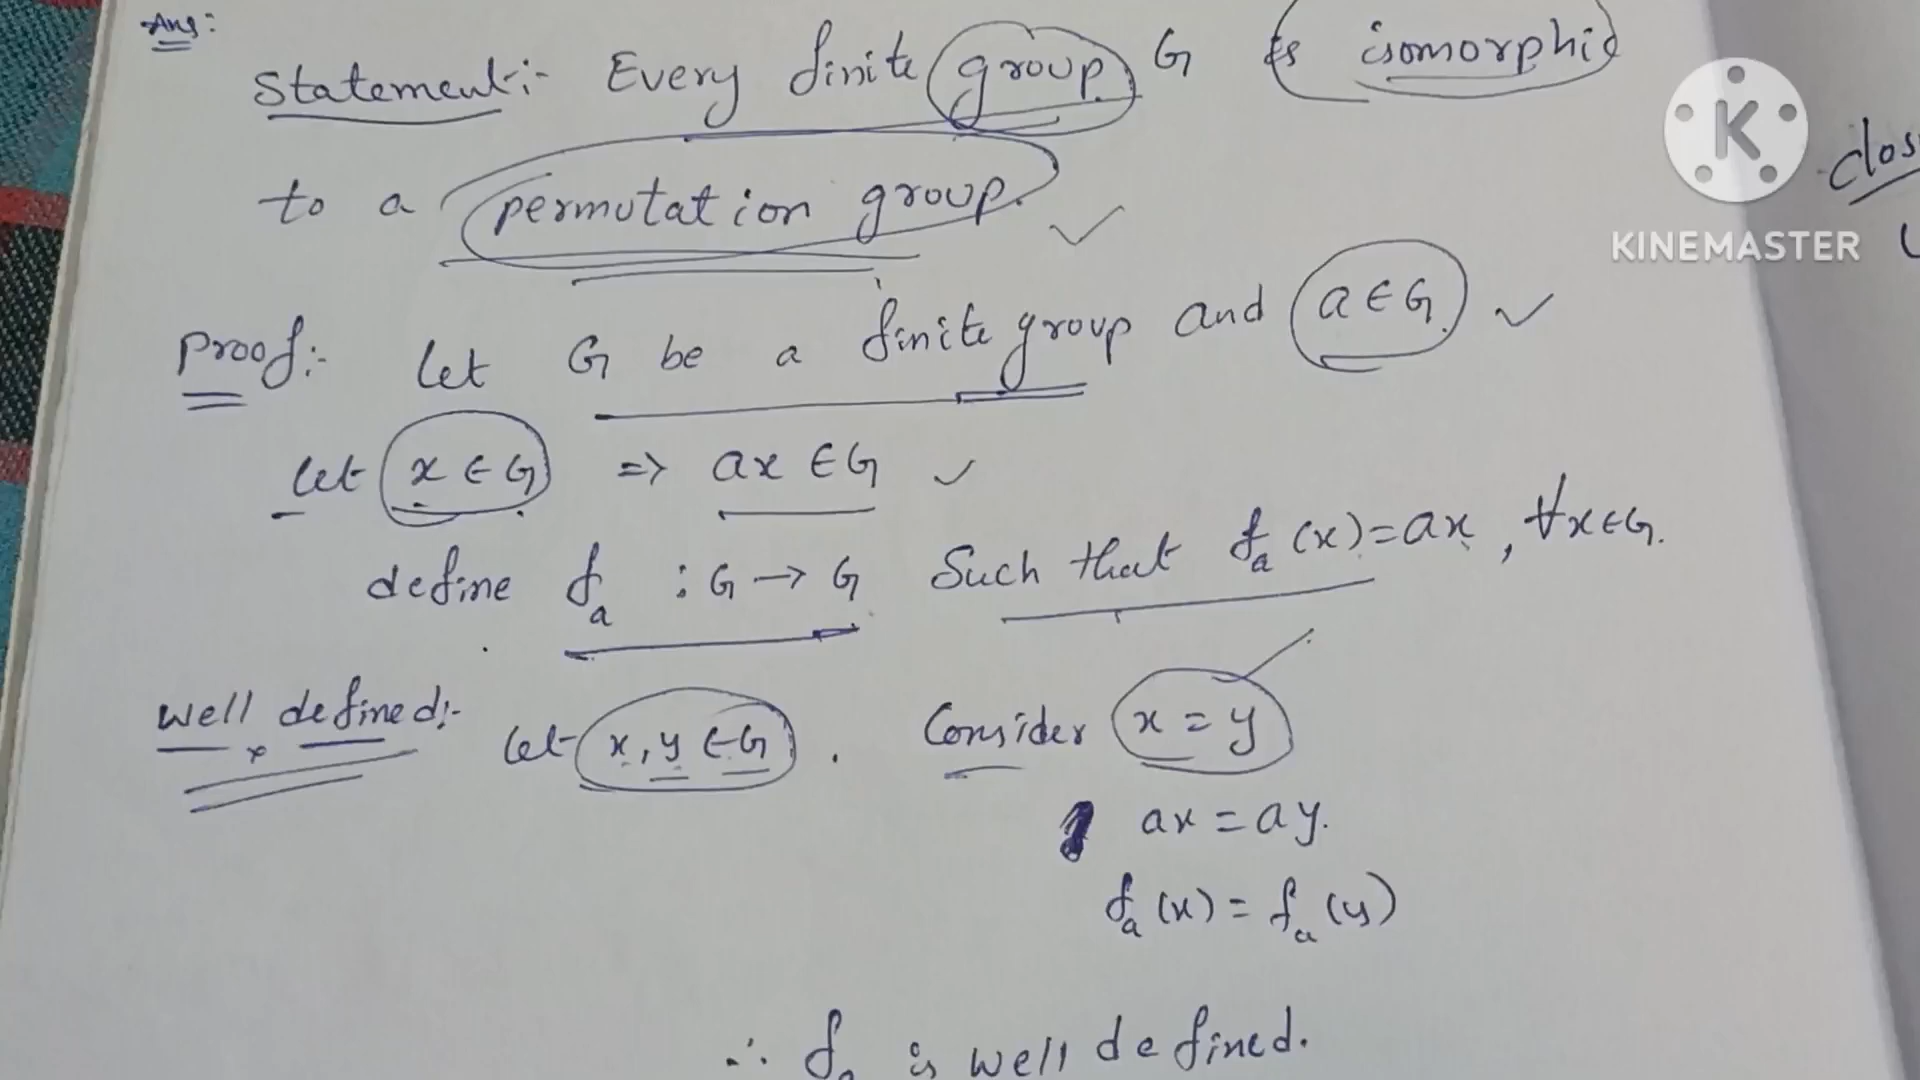 Ans:
Statement:- Every finite group G is isomorphic
to a permutation group.
Proof:- Let G be a finite group and a ∈ G.
Let x ∈ G => ax ∈ G
define fₐ : G → G Such that fₐ(x) = ax, ∀x∈G.
Well defined:- Let x, y ∈ G. Consider x = y
ax = ay.
fₐ(x) = fₐ(y)
∴ fₐ is well defined.
K
KINEMASTER